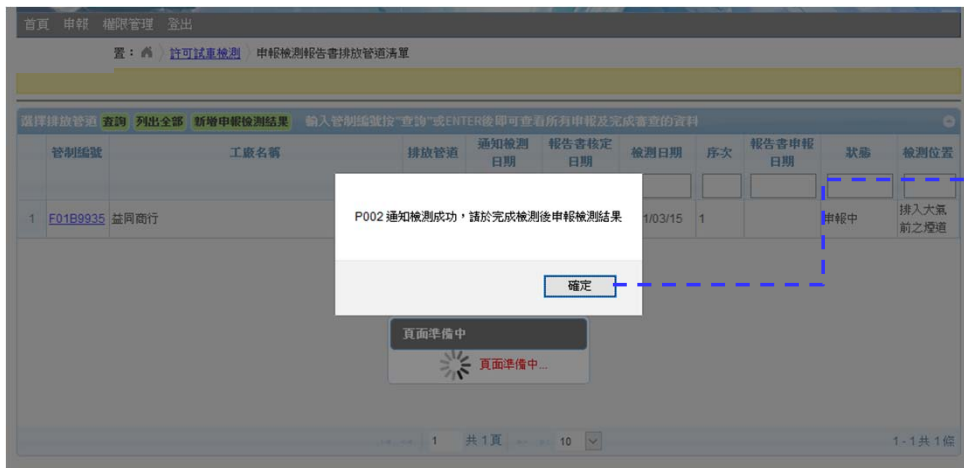 首頁 申報 權限管理 登出
置： 許可試車檢測 申報檢測報告書排放管道清單
選擇排放管道 查詢 列出全部 新增申報檢測結果 輸入管制編號按"查詢"或ENTER後即可查看所有申報及完成審查的資料
管制編號 工廠名稱 排放管道 通知檢測日期 報告書核定日期 檢測日期 序次 報告書申報日期 狀態 檢測位置
1 F01B9935 益岡商行 1/03/15 1 申報中 排入大氣前之煙道
P002 通知檢測成功，請於完成檢測後申報檢測結果
確定
頁面準備中
頁面準備中...
1 共 1 頁 10 1 - 1 共 1 條